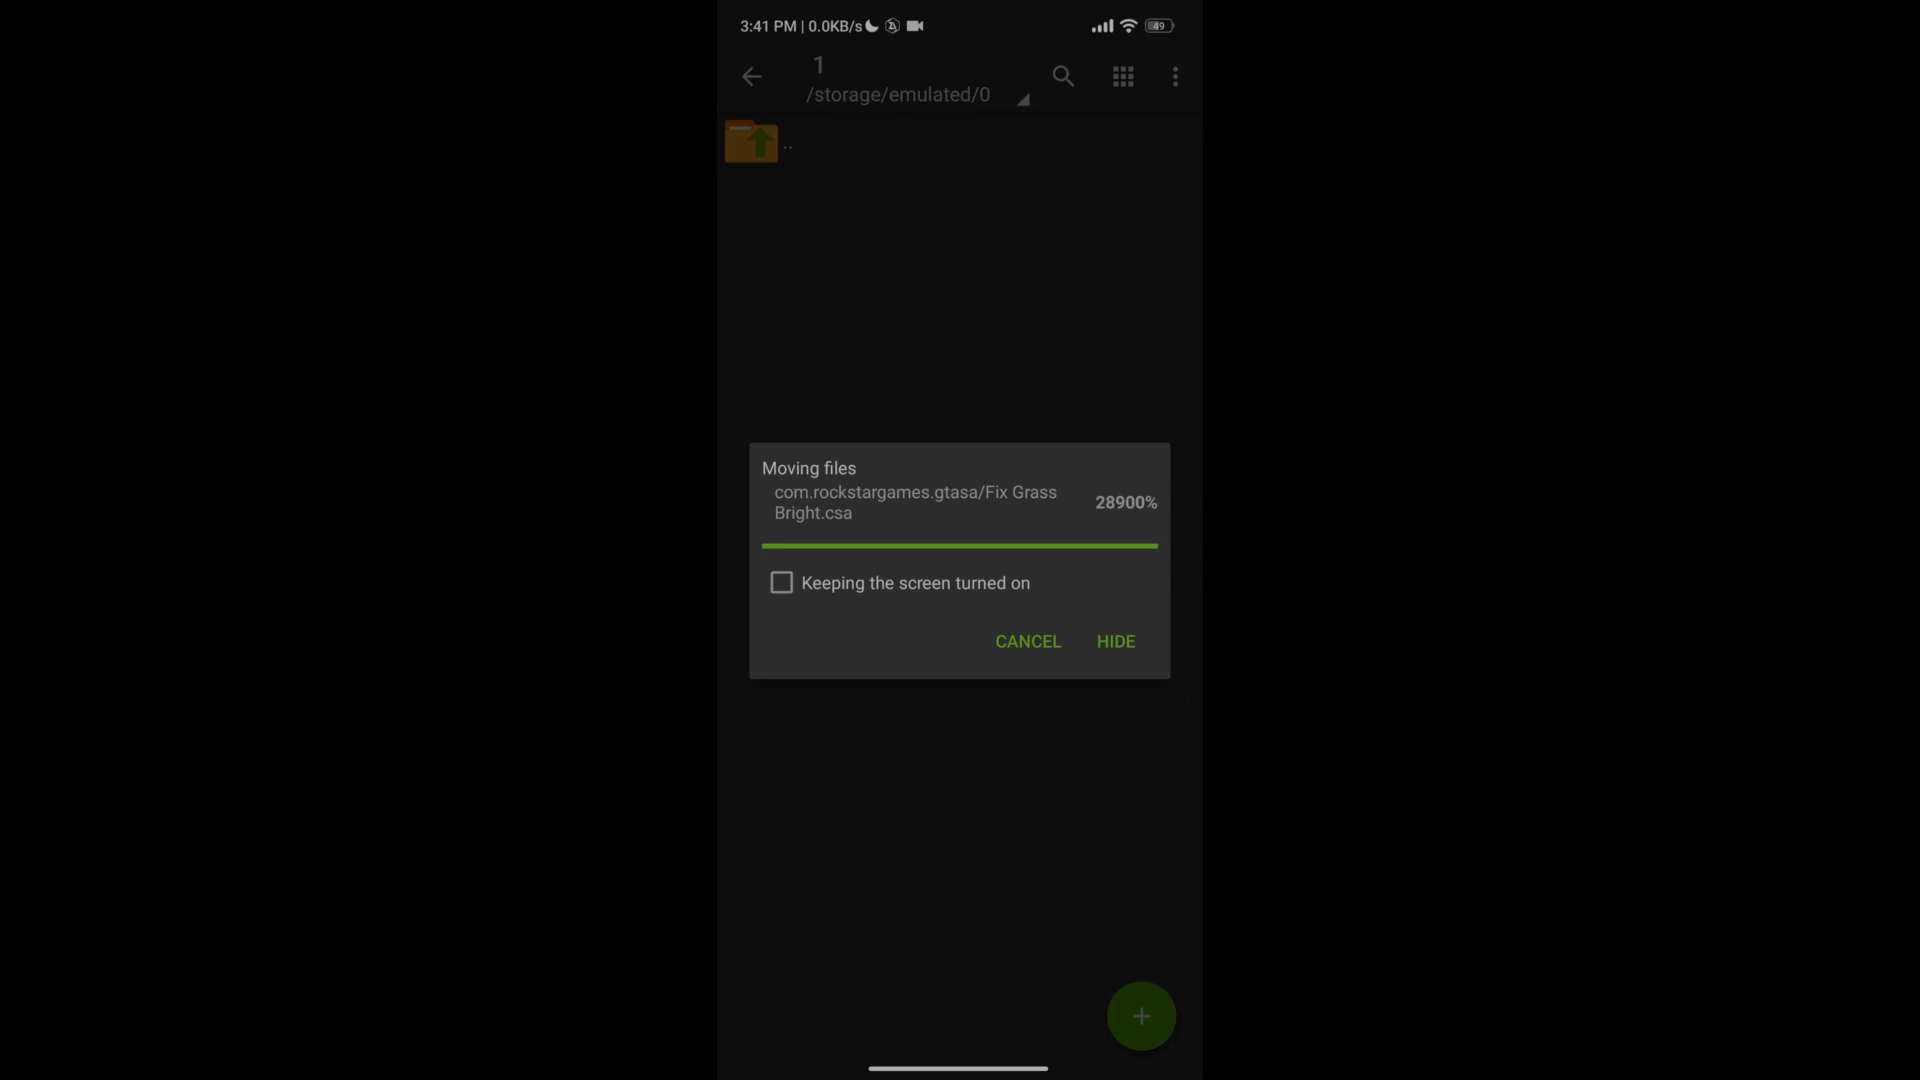 3:41 PM | 0.0KB/s
49
1
/storage/emulated/0
..
Moving files
com.rockstargames.gtasa/Fix Grass
Bright.csa
28900%
Keeping the screen turned on
CANCEL HIDE